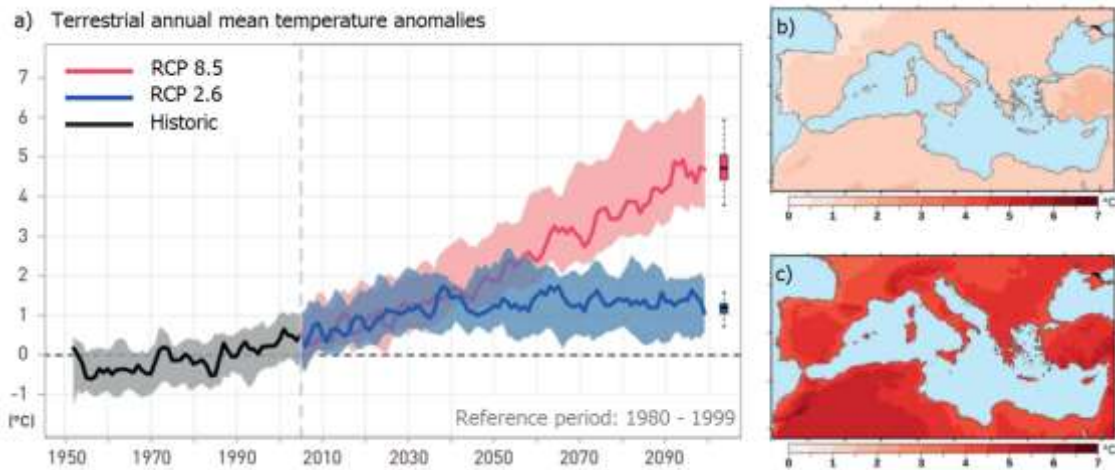 a) Terrestrial annual mean temperature anomalies
RCP 8.5
RCP 2.6
Historic
7
6
5
4
3
2
1
0
-1
(°C)
Reference period: 1980 - 1999
1950 1970 1990 2010 2030 2050 2070 2090
b)
0 1 2 3 4 5 6 7 °C
c)
0 1 2 3 4 5 6 7 °C